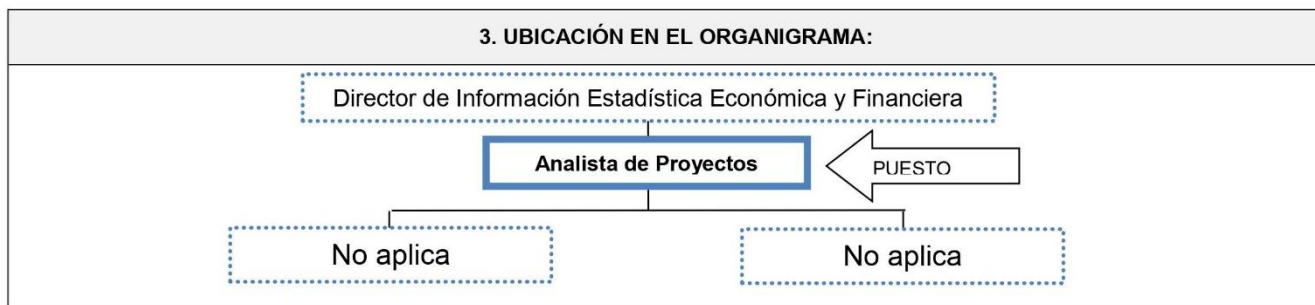 3. UBICACIÓN EN EL ORGANIGRAMA:
Director de Información Estadística Económica y Financiera
Analista de Proyectos
PUESTO
No aplica
No aplica